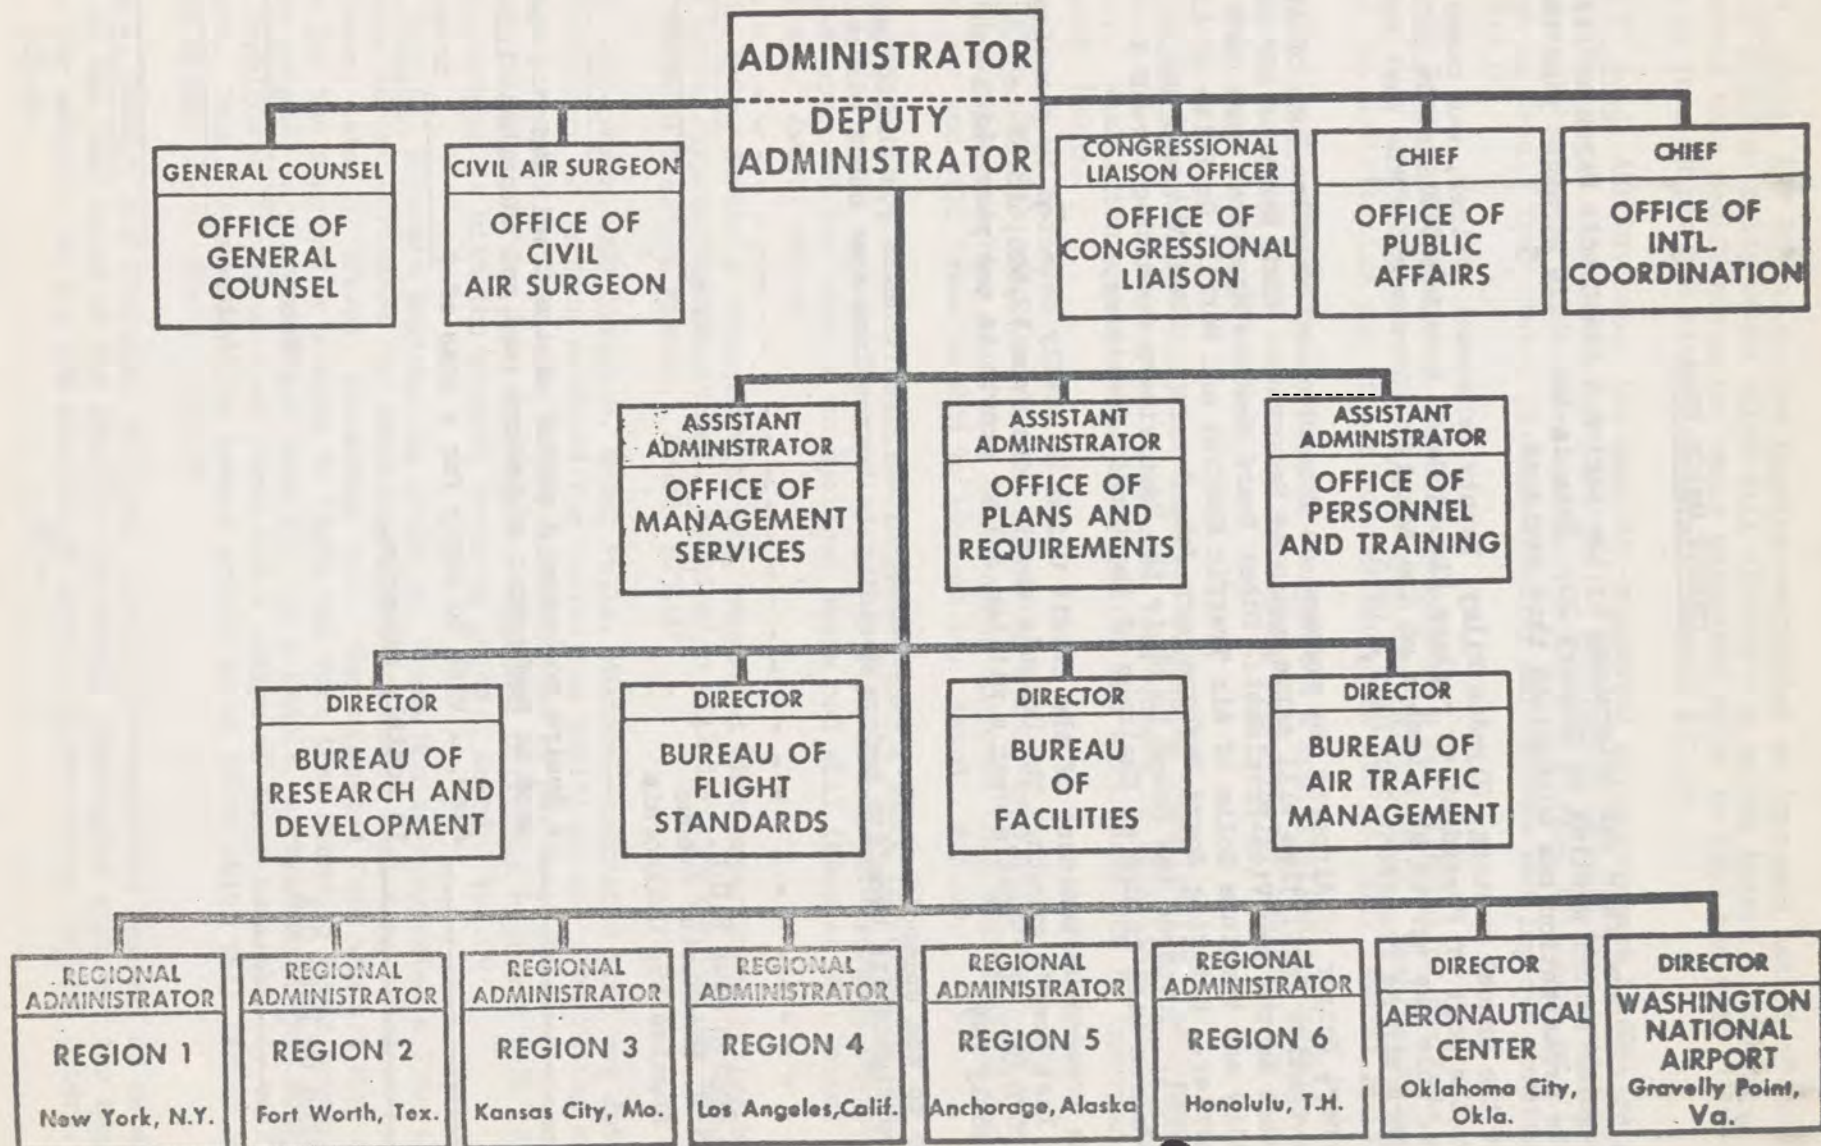 ADMINISTRATOR
DEPUTY
ADMINISTRATOR
GENERAL COUNSEL
OFFICE OF
GENERAL
COUNSEL
CIVIL AIR SURGEON
OFFICE OF
CIVIL
AIR SURGEON
CONGRESSIONAL
LIAISON OFFICER
OFFICE OF
CONGRESSIONAL
LIAISON
CHIEF
OFFICE OF
PUBLIC
AFFAIRS
CHIEF
OFFICE OF
INTL.
COORDINATION
ASSISTANT
ADMINISTRATOR
OFFICE OF
MANAGEMENT
SERVICES
ASSISTANT
ADMINISTRATOR
OFFICE OF
PLANS AND
REQUIREMENTS
ASSISTANT
ADMINISTRATOR
OFFICE OF
PERSONNEL
AND TRAINING
DIRECTOR
BUREAU OF
RESEARCH AND
DEVELOPMENT
DIRECTOR
BUREAU OF
FLIGHT
STANDARDS
DIRECTOR
BUREAU
OF
FACILITIES
DIRECTOR
BUREAU OF
AIR TRAFFIC
MANAGEMENT
REGIONAL
ADMINISTRATOR
REGION 1
New York, N.Y.
REGIONAL
ADMINISTRATOR
REGION 2
Fort Worth, Tex.
REGIONAL
ADMINISTRATOR
REGION 3
Kansas City, Mo.
REGIONAL
ADMINISTRATOR
REGION 4
Los Angeles, Calif.
REGIONAL
ADMINISTRATOR
REGION 5
Anchorage, Alaska
REGIONAL
ADMINISTRATOR
REGION 6
Honolulu, T.H.
DIRECTOR
AERONAUTICAL
CENTER
Oklahoma City,
Okla.
DIRECTOR
WASHINGTON
NATIONAL
AIRPORT
Gravelly Point,
Va.